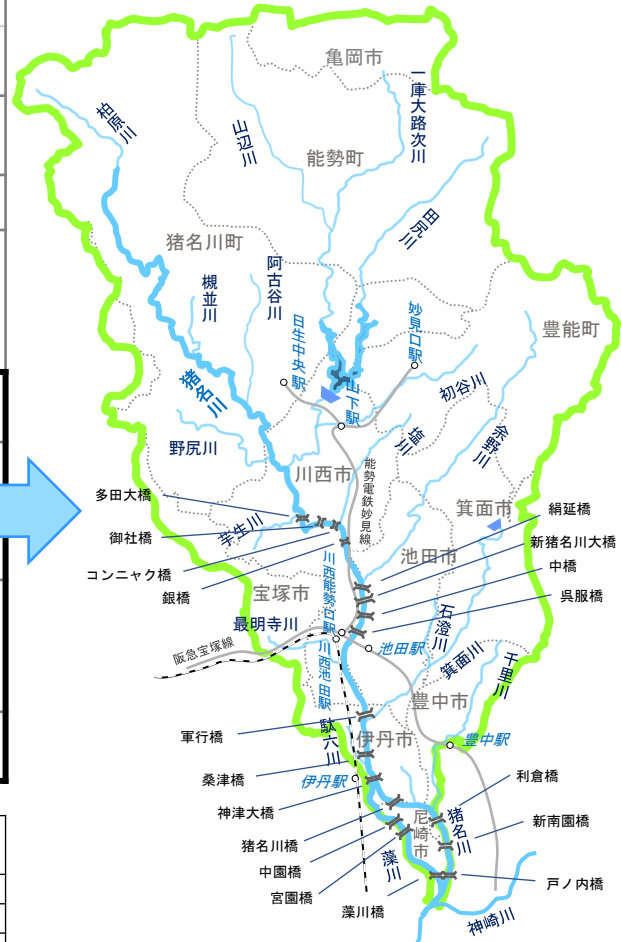 亀岡市
一庫大路次川
柏原川
山辺川
能勢町
田尻川
猪名川町
阿古谷川
槻並川
日生中央駅
妙見口駅
豊能町
山下駅
初谷川
猪名川
塩川
余野川
野尻川
川西市
能勢電鉄妙見線
多田大橋
箕面市
絹延橋
芋生川
御社橋
新猪名川大橋
池田市
コンニャク橋
中橋
川西能勢口駅
宝塚市
銀橋
呉服橋
石澄川
最明寺川
阪急宝塚線
川西池田駅
池田駅
箕面川
千里川
豊中市
駄六川
軍行橋
伊丹市
豊中駅
桑津橋
伊丹駅
利倉橋
神津大橋
猪名川
尼崎市
新南園橋
猪名川橋
中園橋
藻川
宮園橋
戸ノ内橋
藻川橋
神崎川